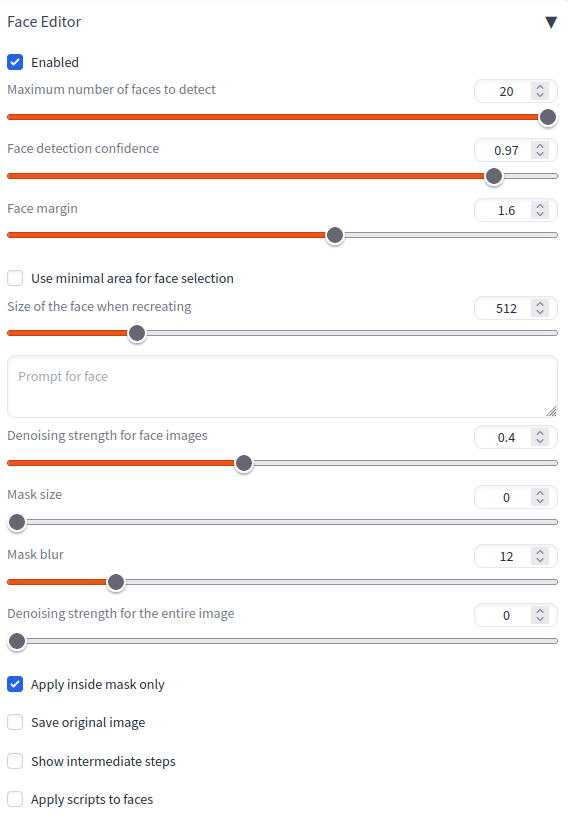 Face Editor ▼
Enabled
Maximum number of faces to detect 20
Face detection confidence 0.97
Face margin 1.6
Use minimal area for face selection
Size of the face when recreating 512
Prompt for face
Denoising strength for face images 0.4
Mask size 0
Mask blur 12
Denoising strength for the entire image 0
Apply inside mask only
Save original image
Show intermediate steps
Apply scripts to faces